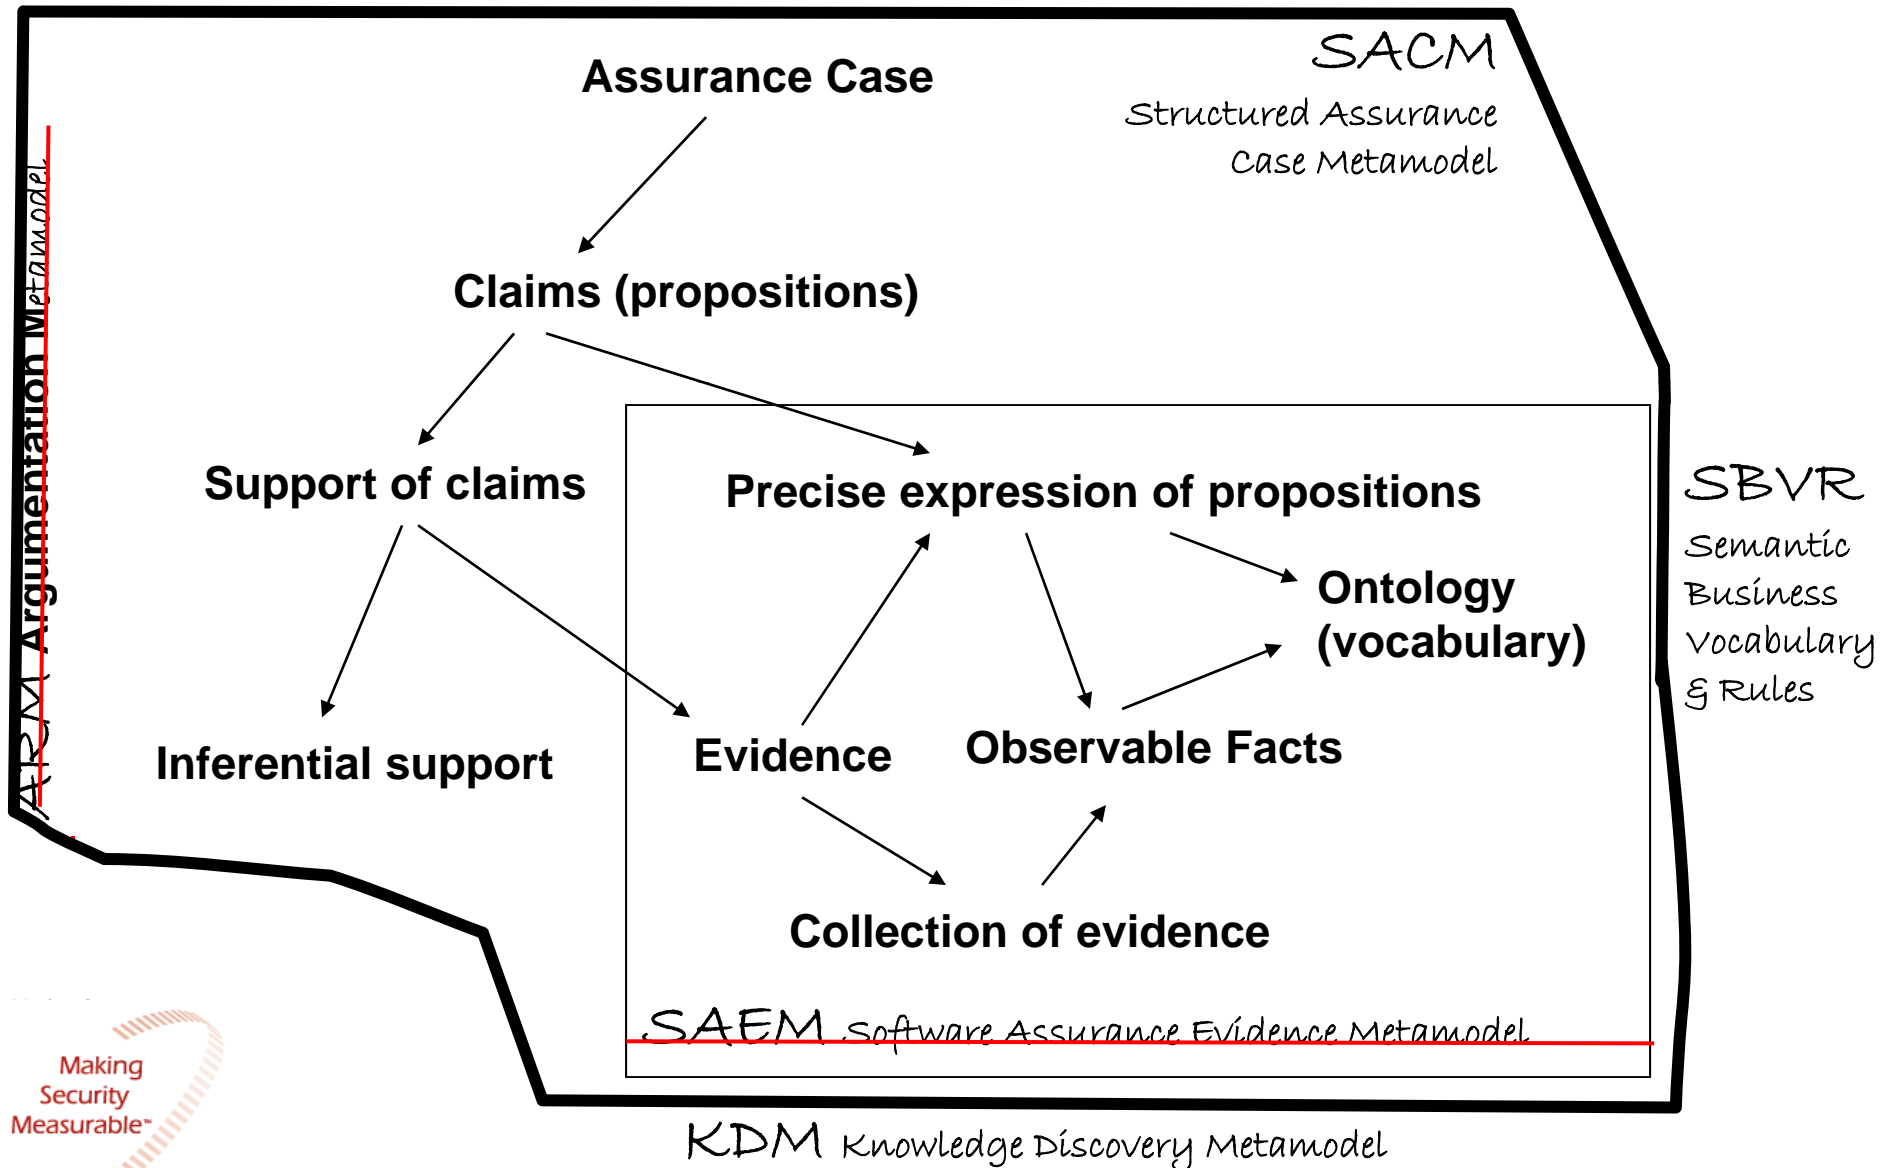 SACM
Assurance Case
Structured Assurance
Case Metamodel
ARM Argumentation Metamodel
Claims (propositions)
Support of claims
Precise expression of propositions
SBVR
Semantic
Business
Vocabulary
& Rules
Ontology
(vocabulary)
Inferential support
Evidence
Observable Facts
Collection of evidence
SAEM Software Assurance Evidence Metamodel
Making
Security
Measurable™
KDM Knowledge Discovery Metamodel